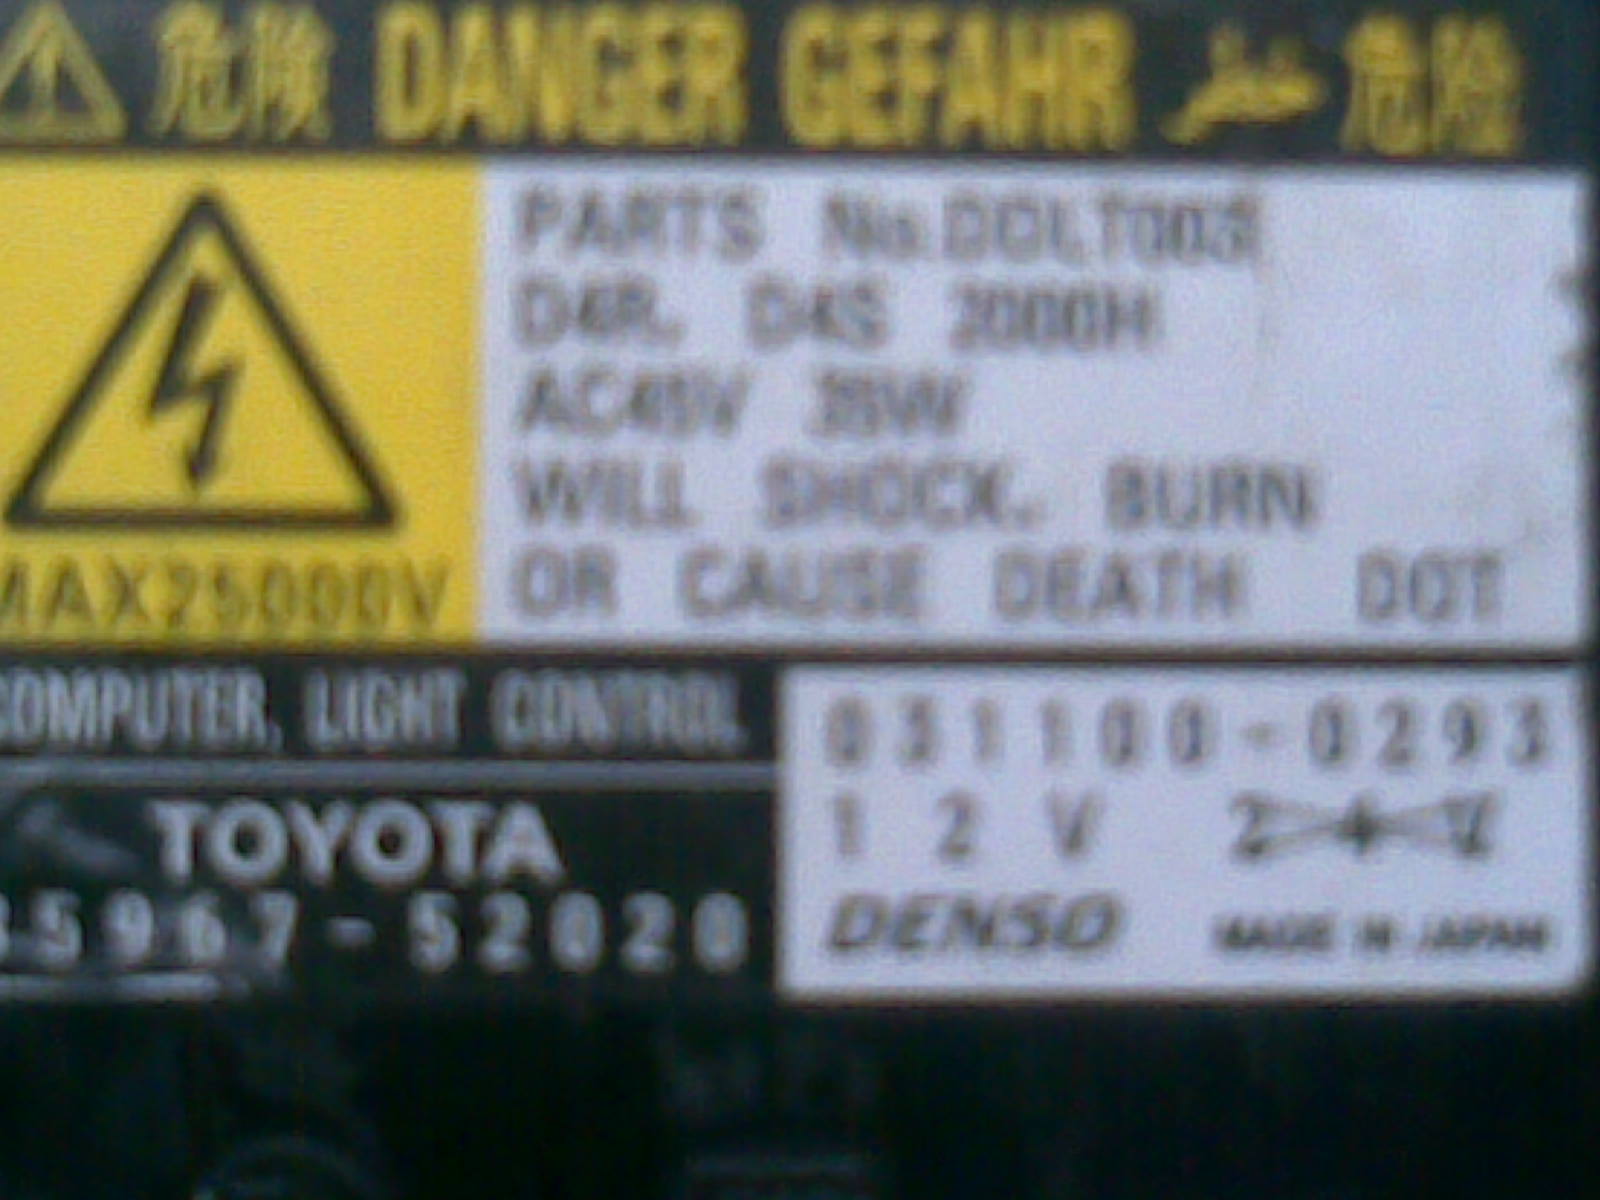 危険 DANGER GEFAHR خطر 危险
PARTS No.DDLT003
D4R, D4S 2000H
AC45V 35W
WILL SHOCK, BURN
OR CAUSE DEATH DOT
MAX25000V
COMPUTER, LIGHT CONTROL
TOYOTA
85967-52020
031100-0293
12V 24V
DENSO MADE IN JAPAN